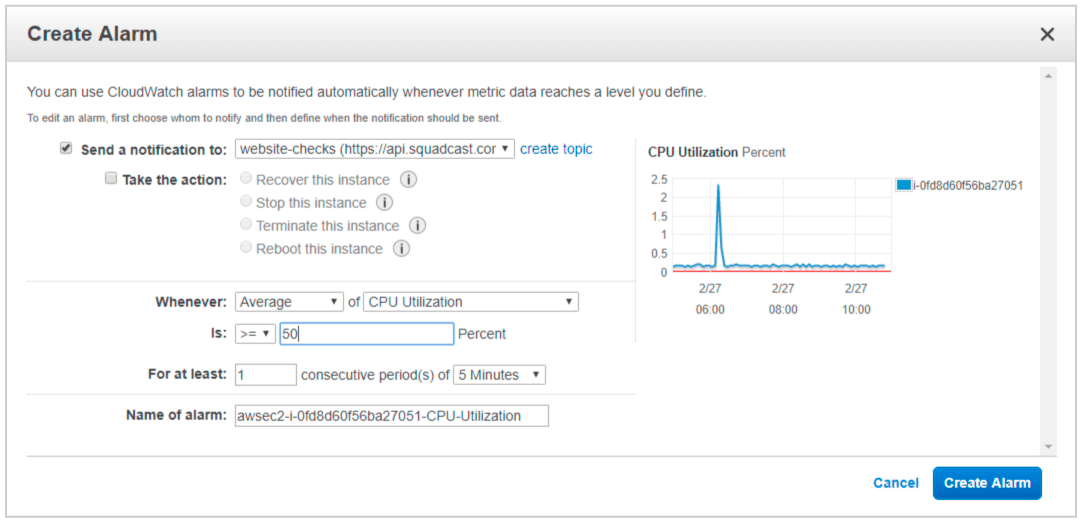 Create Alarm ×
You can use CloudWatch alarms to be notified automatically whenever metric data reaches a level you define.
To edit an alarm, first choose whom to notify and then define when the notification should be sent.
Send a notification to: website-checks (https://api.squadcast.cor create topic
Take the action: Recover this instance i
Stop this instance i
Terminate this instance i
Reboot this instance i
Whenever: Average of CPU Utilization
Is: >= 50 Percent
For at least: 1 consecutive period(s) of 5 Minutes
Name of alarm: awsec2-i-0fd8d60f56ba27051-CPU-Utilization
CPU Utilization Percent
2.5
2
1.5
1
0.5
0
i-0fd8d60f56ba27051
2/27 2/27 2/27
06:00 08:00 10:00
Cancel Create Alarm